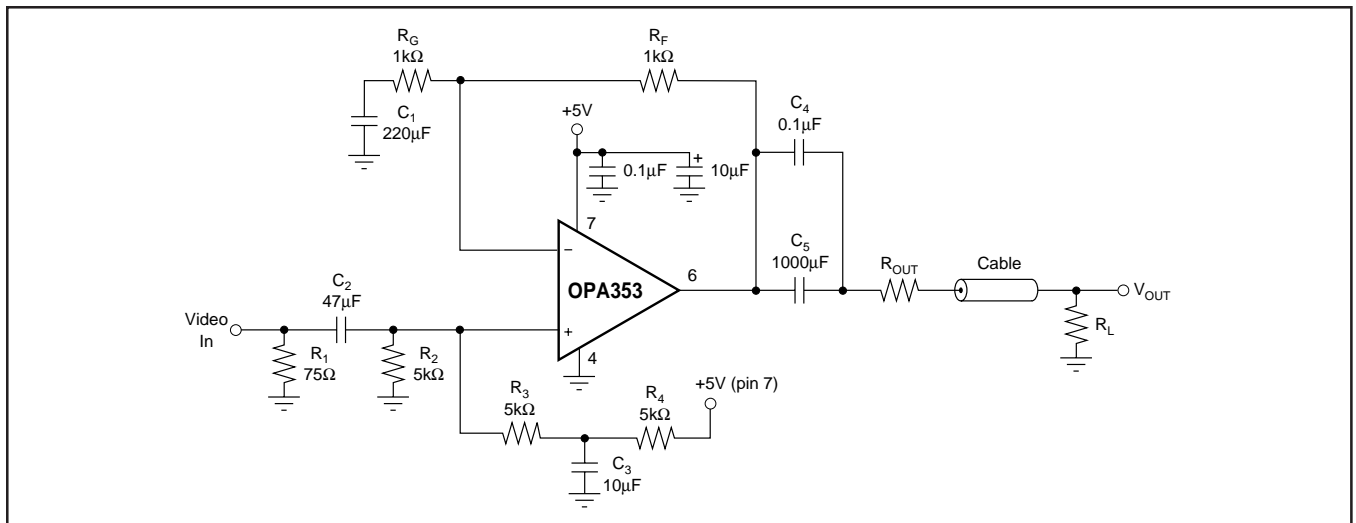 R_G
1kΩ
R_F
1kΩ
C_1
220μF
+5V
C_4
0.1μF
0.1μF
+
10μF
7
C_5
1000μF
−
OPA353
6
R_OUT
Cable
V_OUT
C_2
47μF
Video
In
+
R_L
R_1
75Ω
R_2
5kΩ
4
R_3
5kΩ
R_4
5kΩ
+5V (pin 7)
C_3
10μF